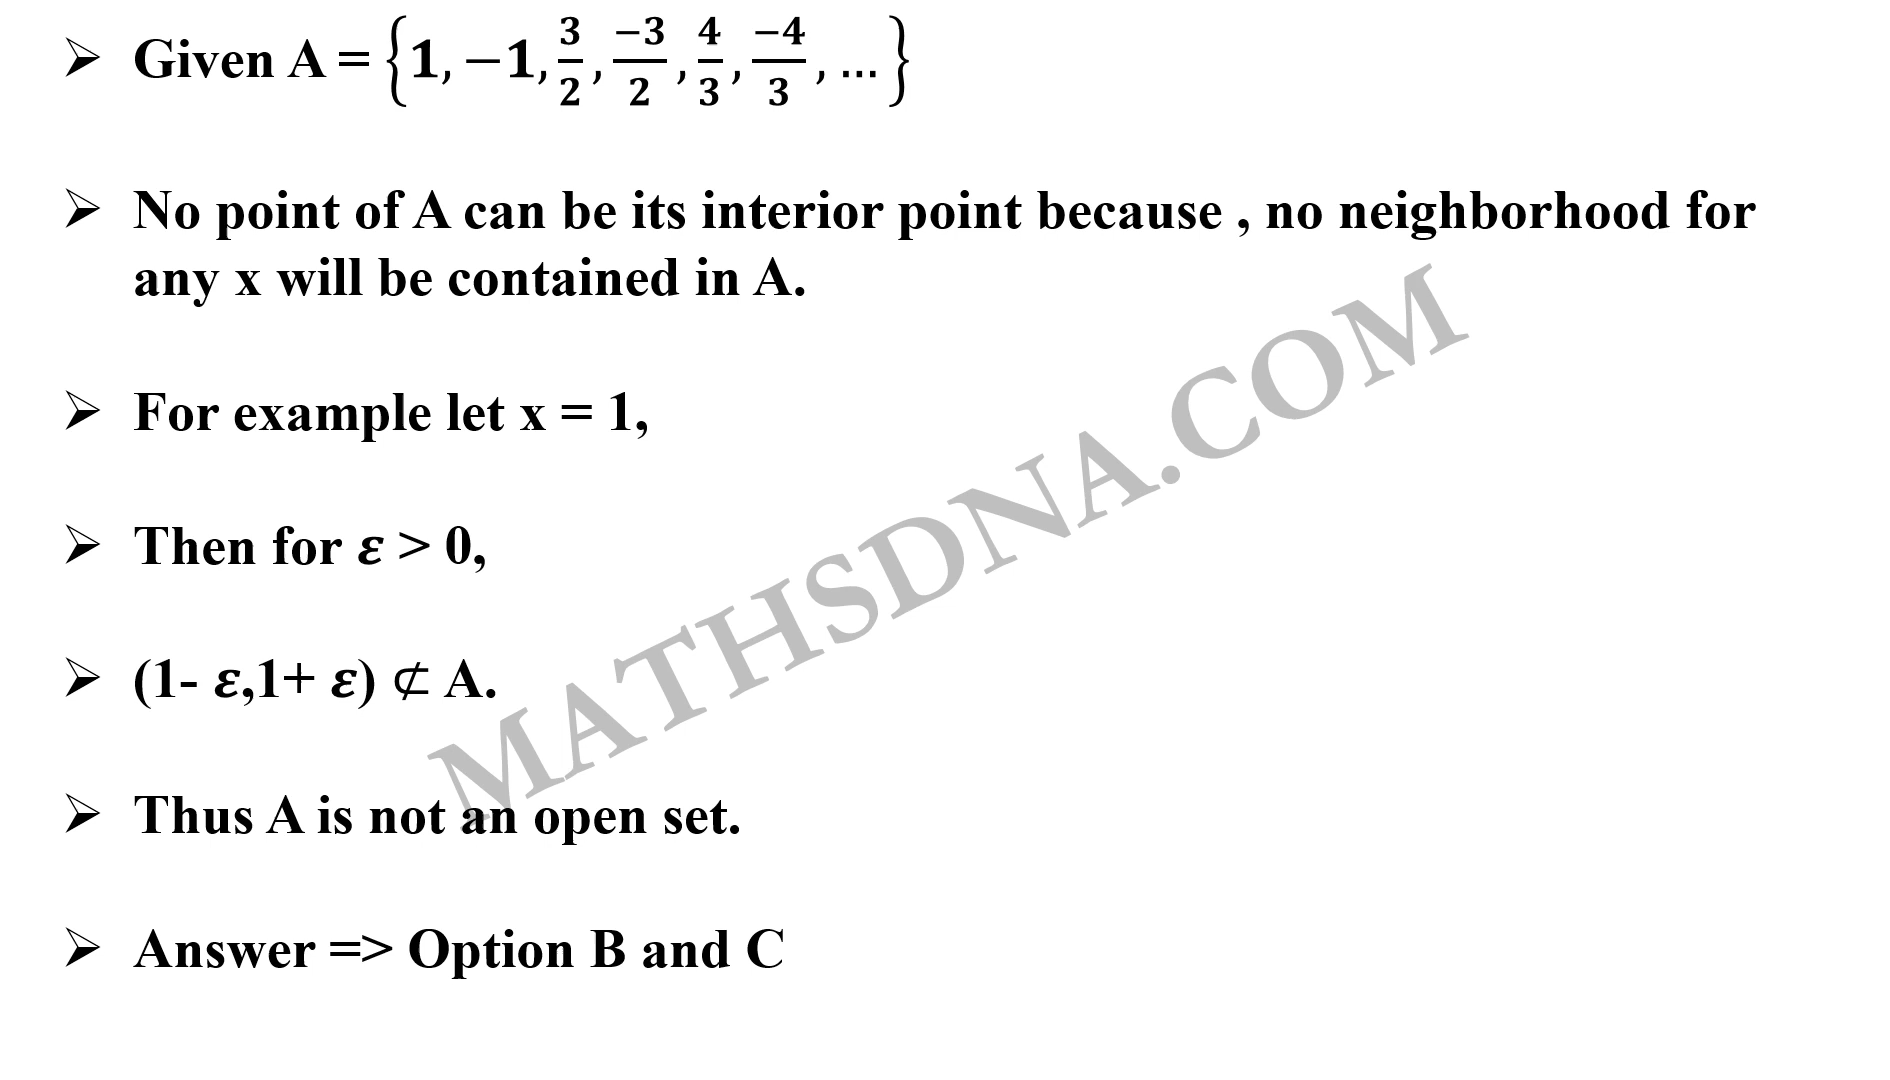 ➢ Given A = {𝟏, −𝟏, 𝟑/𝟐, −𝟑/𝟐, 𝟒/𝟑, −𝟒/𝟑, …}
➢ No point of A can be its interior point because , no neighborhood for
any x will be contained in A.
➢ For example let x = 1,
➢ Then for 𝜺 > 0,
➢ (1- 𝜺,1+ 𝜺) ⊄ A.
➢ Thus A is not an open set.
➢ Answer => Option B and C
MATHSDNA.COM